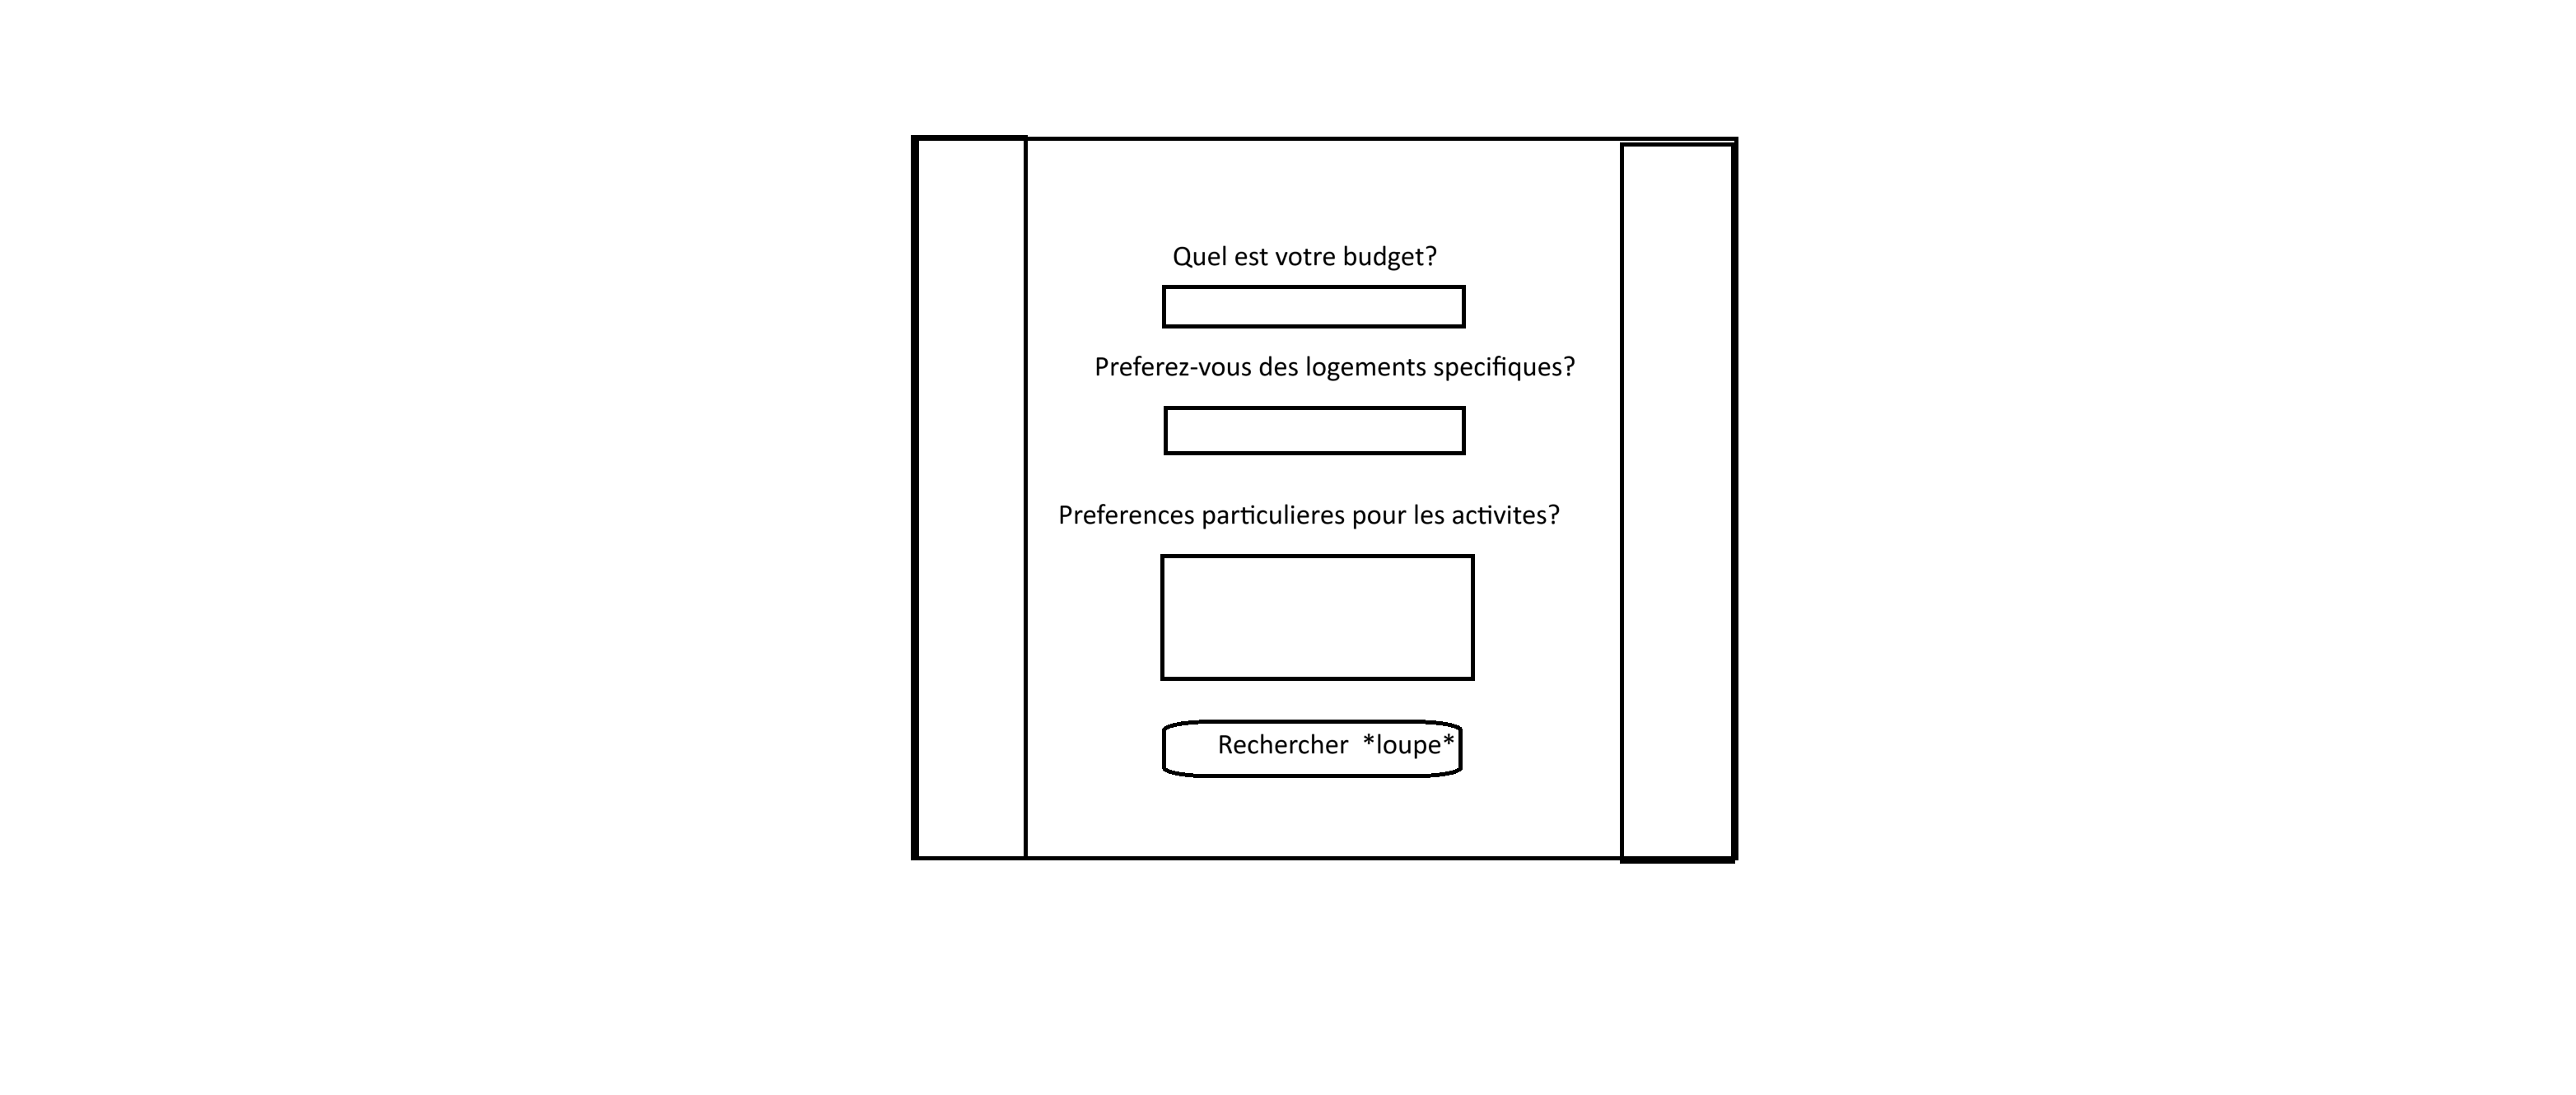 Quel est votre budget?
Preferez-vous des logements specifiques?
Preferences particulieres pour les activites?
Rechercher *loupe*